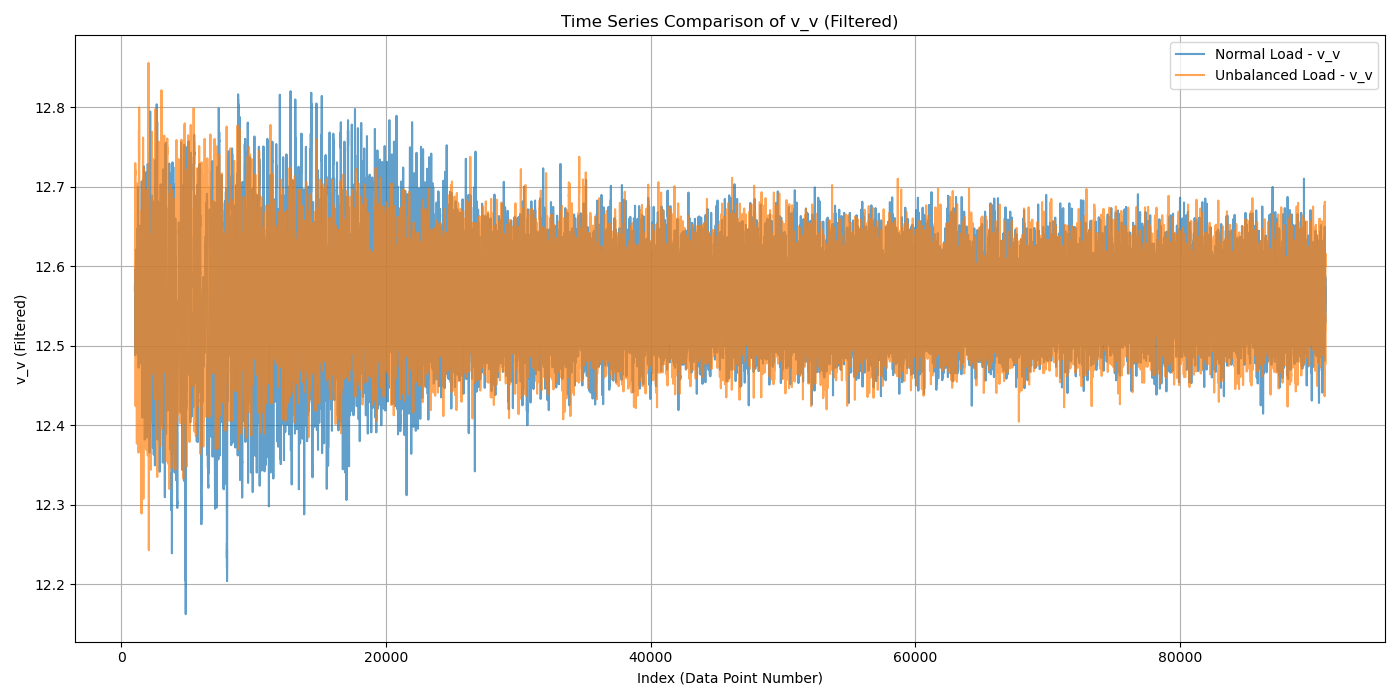 Time Series Comparison of v_v (Filtered)
Normal Load - v_v
Unbalanced Load - v_v
v_v (Filtered)
12.8
12.7
12.6
12.5
12.4
12.3
12.2
0 20000 40000 60000 80000
Index (Data Point Number)